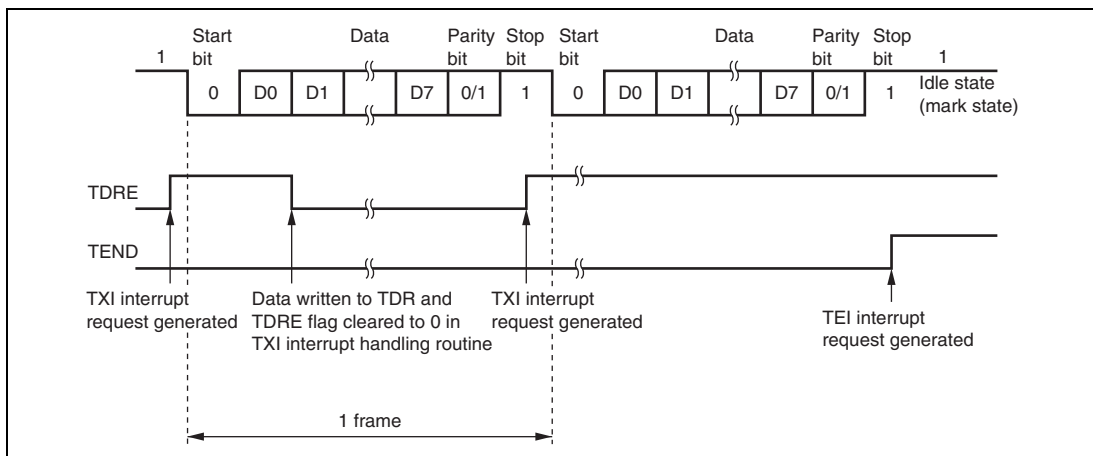 1
Start bit
Data
Parity bit
Stop bit
Start bit
Data
Parity bit
Stop bit
1
0
D0
D1
D7
0/1
1
0
D0
D1
D7
0/1
1
Idle state
(mark state)
TDRE
TEND
TXI interrupt
request generated
Data written to TDR and
TDRE flag cleared to 0 in
TXI interrupt handling routine
TXI interrupt
request generated
TEI interrupt
request generated
1 frame